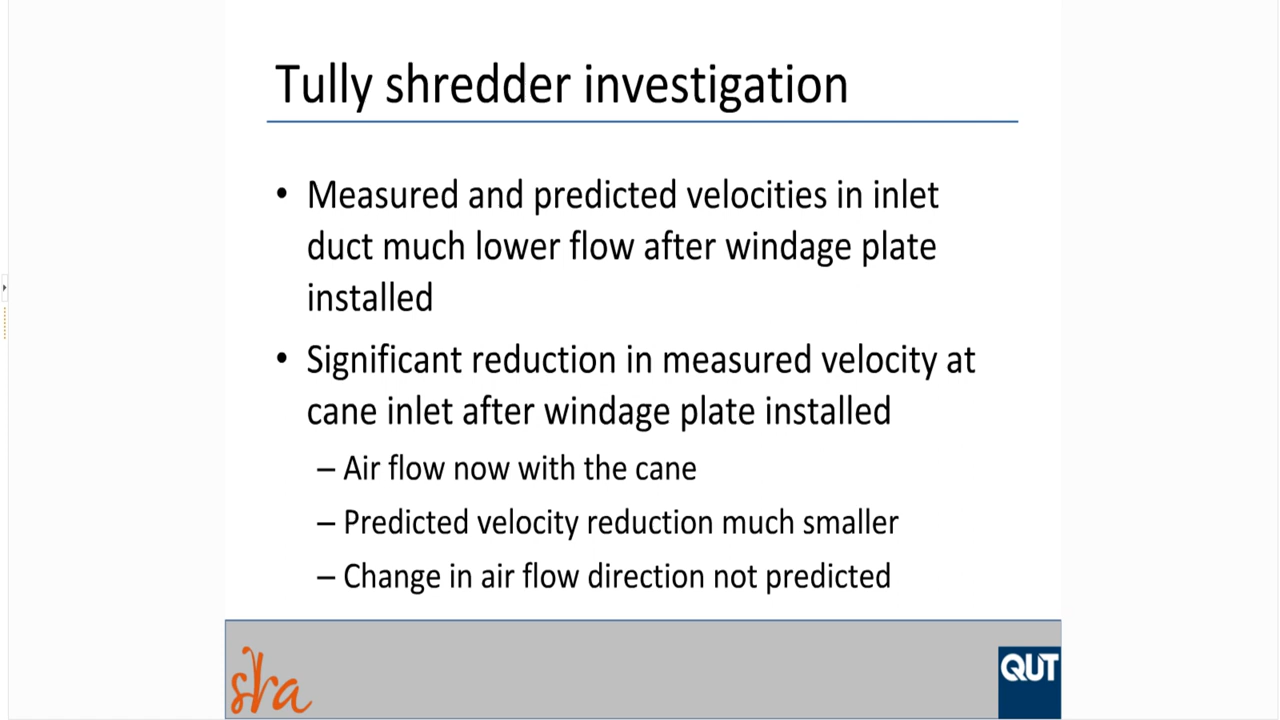 Tully shredder investigation
• Measured and predicted velocities in inlet
duct much lower flow after windage plate
installed
• Significant reduction in measured velocity at
cane inlet after windage plate installed
– Air flow now with the cane
– Predicted velocity reduction much smaller
– Change in air flow direction not predicted
sra
QUT